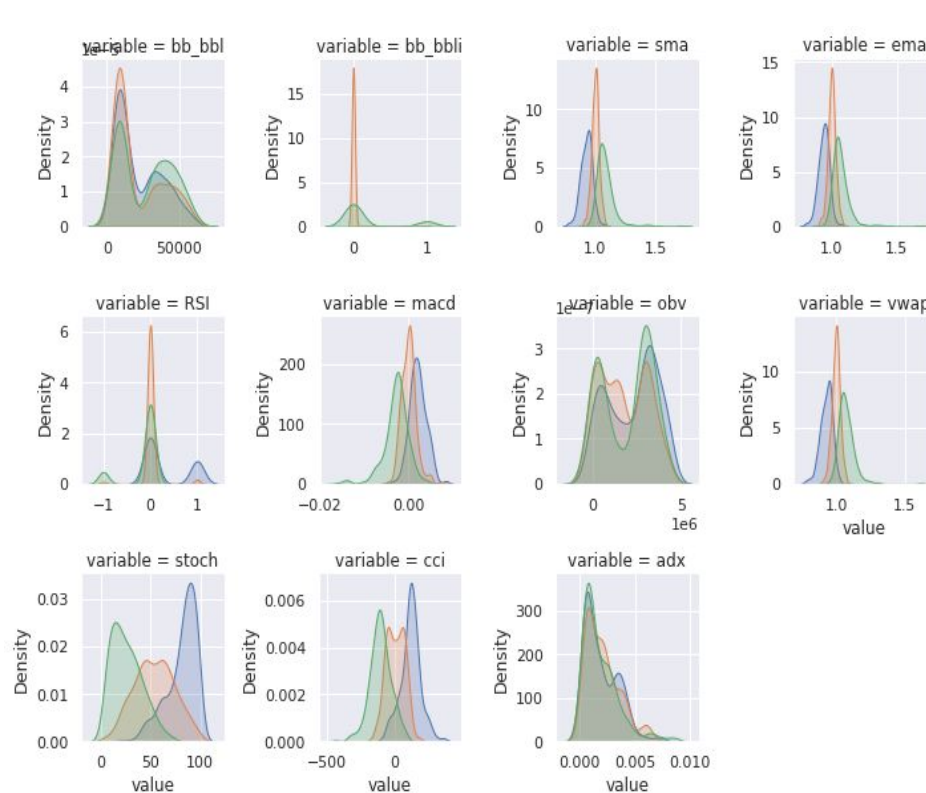 variable = bb_bbl
1e−5
Density
4
3
2
1
0
0 50000
variable = bb_bbli
Density
15
10
5
0
0 1
variable = sma
Density
10
5
0
1.0 1.5
variable = ema
Density
15
10
5
0
1.0 1.5
variable = RSI
Density
6
4
2
0
−1 0 1
variable = macd
Density
200
100
0
−0.02 0.00
variable = obv
1e−7
Density
3
2
1
0
0 5
1e6
variable = vwap
Density
10
5
0
1.0 1.5
value
variable = stoch
Density
0.03
0.02
0.01
0.00
0 50 100
value
variable = cci
Density
0.006
0.004
0.002
0.000
−500 0
value
variable = adx
Density
300
200
100
0
0.000 0.005 0.010
value